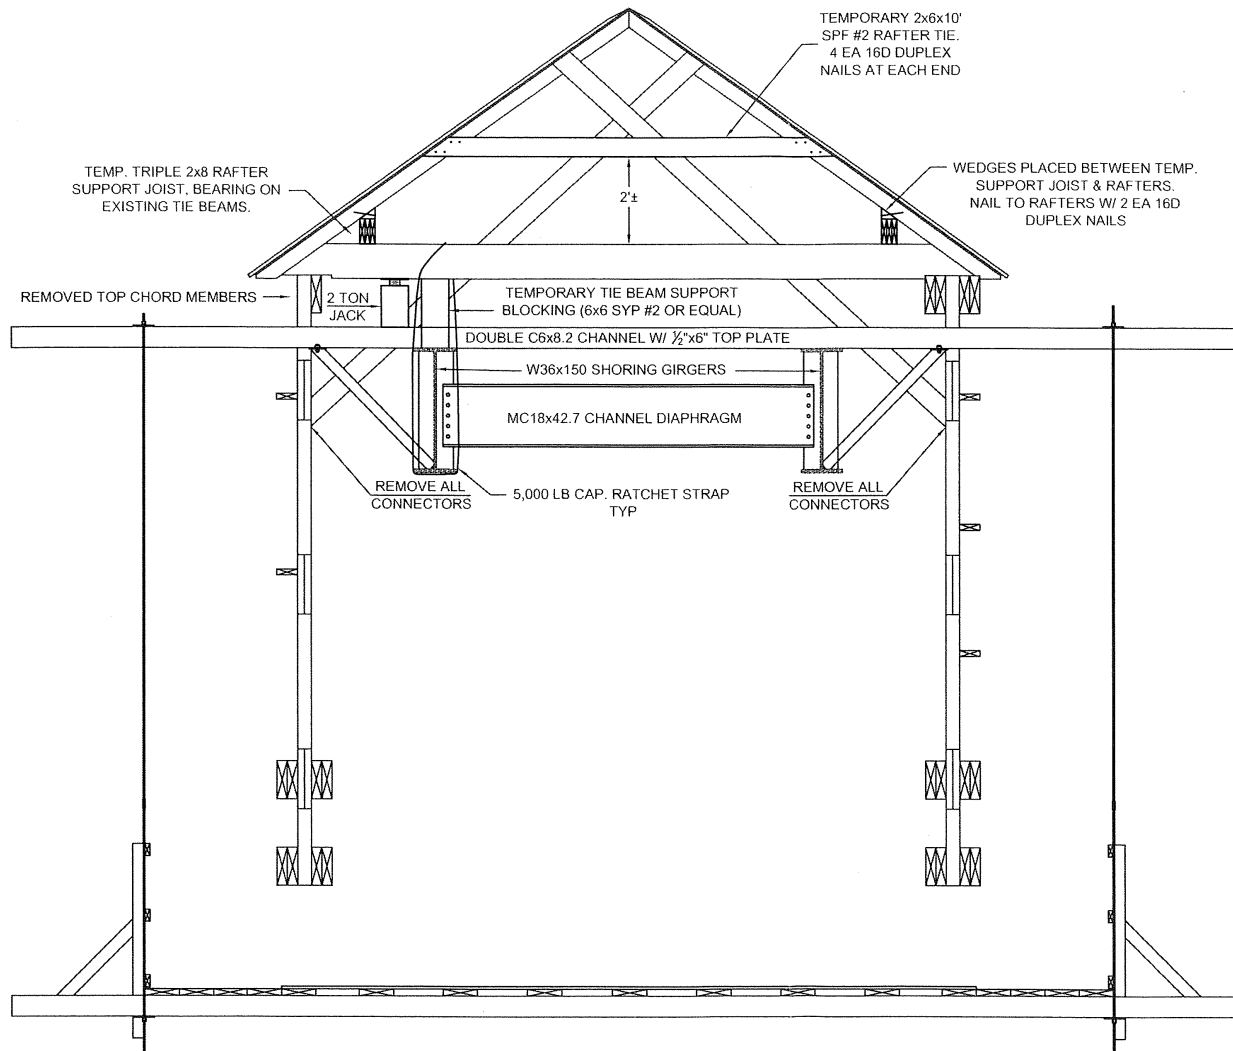 TEMPORARY 2x6x10'
SPF #2 RAFTER TIE.
4 EA 16D DUPLEX
NAILS AT EACH END
TEMP. TRIPLE 2x8 RAFTER
SUPPORT JOIST, BEARING ON
EXISTING TIE BEAMS.
WEDGES PLACED BETWEEN TEMP.
SUPPORT JOIST & RAFTERS.
NAIL TO RAFTERS W/ 2 EA 16D
DUPLEX NAILS
2'±
REMOVED TOP CHORD MEMBERS
2 TON
JACK
TEMPORARY TIE BEAM SUPPORT
BLOCKING (6x6 SYP #2 OR EQUAL)
DOUBLE C6x8.2 CHANNEL W/ ½"x6" TOP PLATE
W36x150 SHORING GIRGERS
MC18x42.7 CHANNEL DIAPHRAGM
REMOVE ALL
CONNECTORS
5,000 LB CAP. RATCHET STRAP
TYP
REMOVE ALL
CONNECTORS